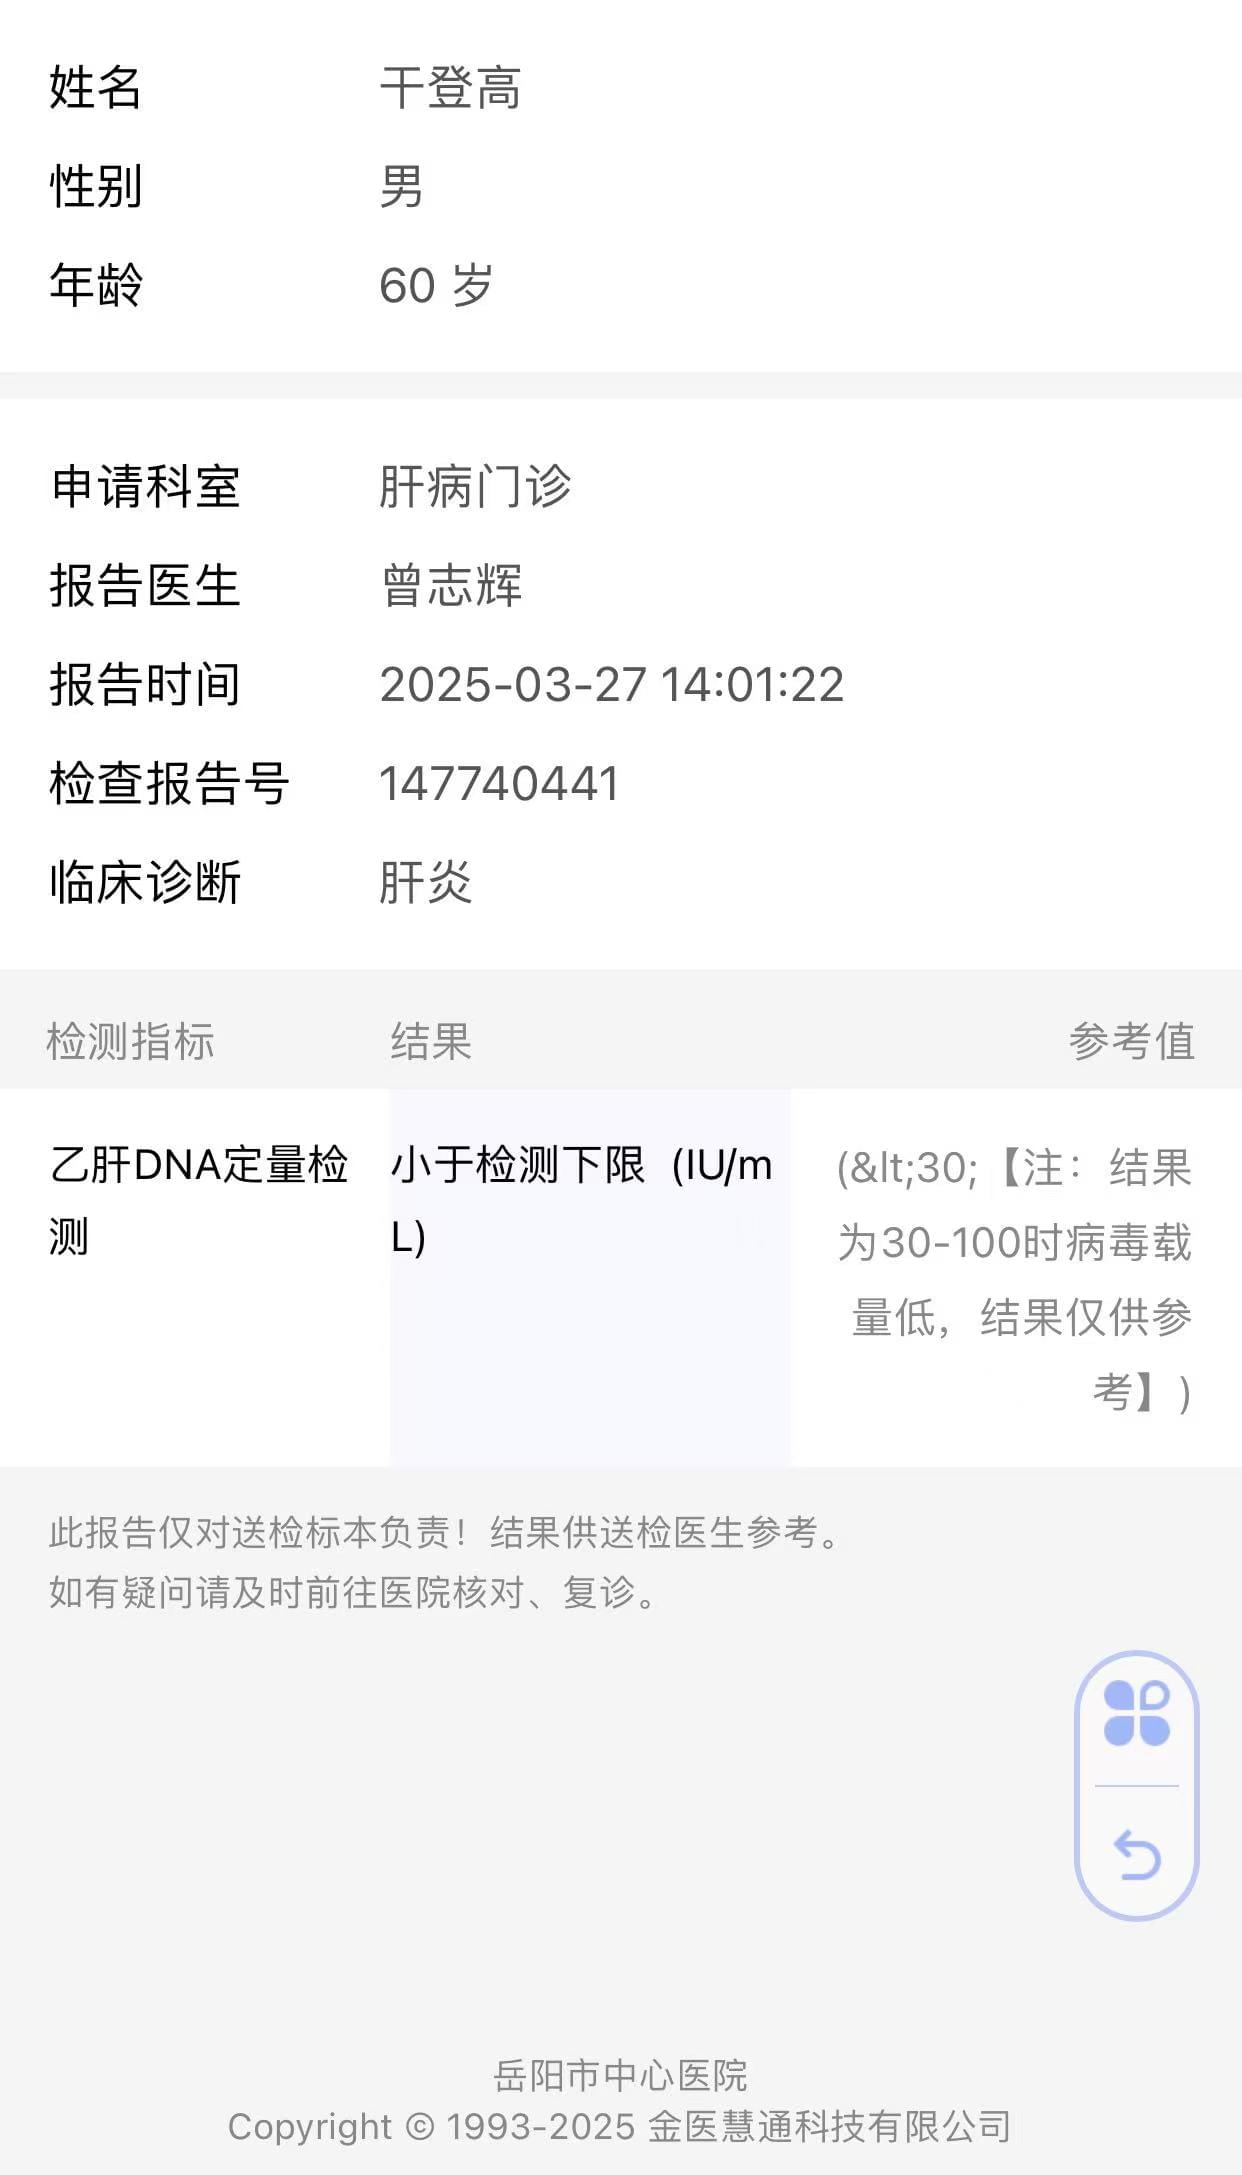 姓名 干登高
性别 男
年龄 60 岁
申请科室 肝病门诊
报告医生 曾志辉
报告时间 2025-03-27 14:01:22
检查报告号 147740441
临床诊断 肝炎
检测指标 结果 参考值
乙肝DNA定量检 小于检测下限 (IU/m (&lt;30;【注：结果
测 L) 为30-100时病毒载
量低，结果仅供参
考】)
此报告仅对送检标本负责！结果供送检医生参考。
如有疑问请及时前往医院核对、复诊。
岳阳市中心医院
Copyright © 1993-2025 金医慧通科技有限公司